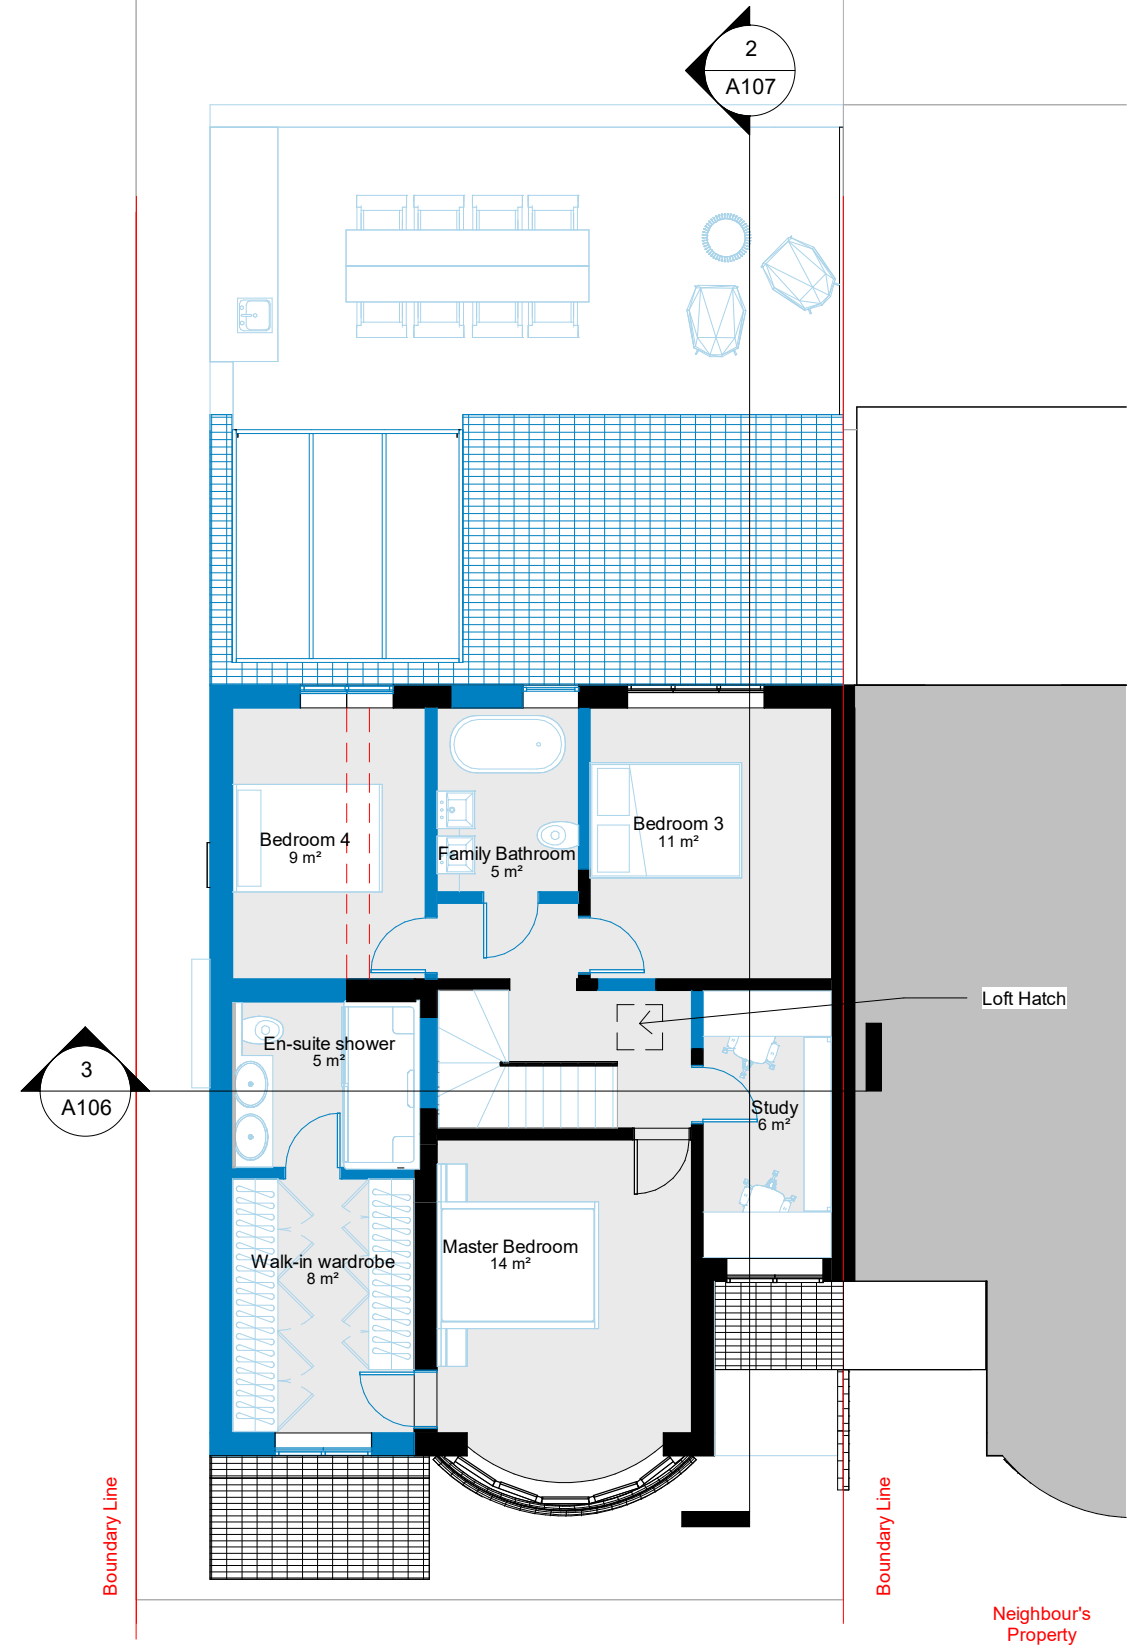 2
A107
Bedroom 4
9 m²
Family Bathroom
5 m²
Bedroom 3
11 m²
Loft Hatch
En-suite shower
5 m²
3
A106
Study
6 m²
Master Bedroom
14 m²
Walk-in wardrobe
8 m²
Boundary Line
Boundary Line
Neighbour's
Property